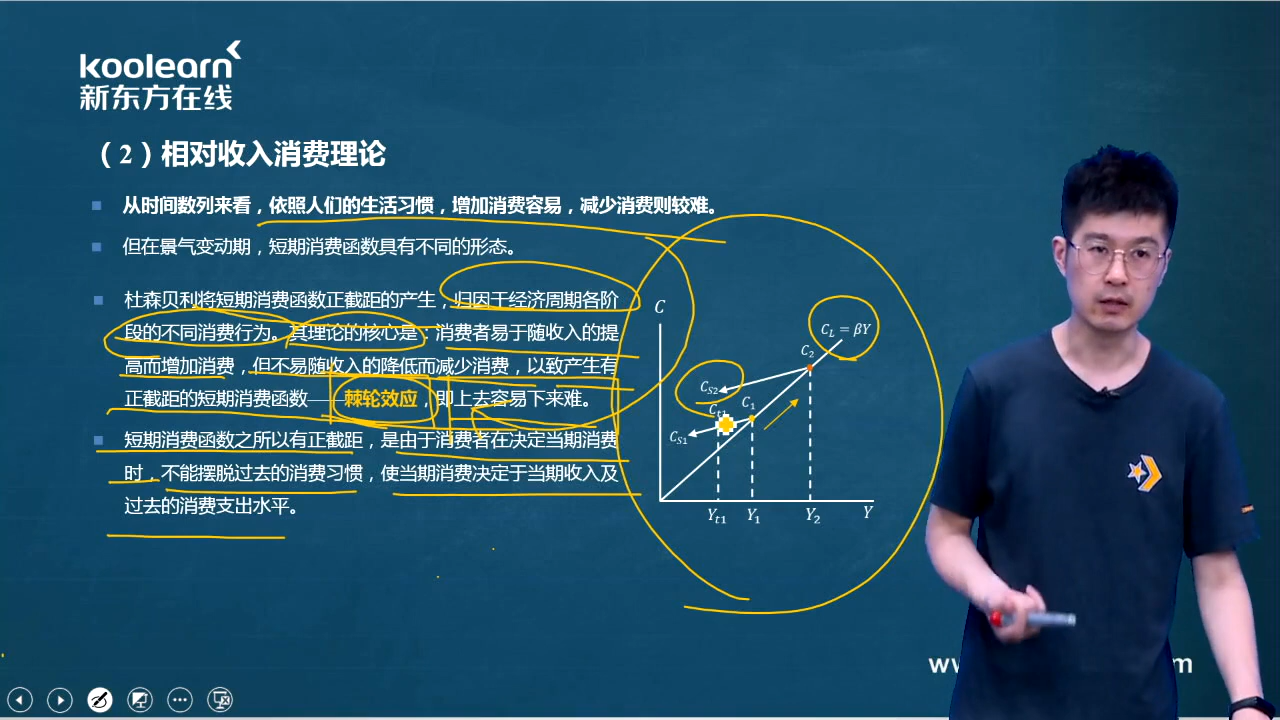 koolearn
新东方在线
（2）相对收入消费理论
从时间数列来看，依照人们的生活习惯，增加消费容易，减少消费则较难。
但在景气变动期，短期消费函数具有不同的形态。
杜森贝利将短期消费函数正截距的产生，归因于经济周期各阶
段的不同消费行为。其理论的核心是：消费者易于随收入的提
高而增加消费，但不易随收入的降低而减少消费，以致产生有
正截距的短期消费函数——棘轮效应，即上去容易下来难。
短期消费函数之所以有正截距，是由于消费者在决定当期消费
时，不能摆脱过去的消费习惯，使当期消费决定于当期收入及
过去的消费支出水平。
C
C_L = βY
C_2
C_{S2}
C_1
C_{t1}
C_{S1}
Y_{t1} Y_1 Y_2 Y